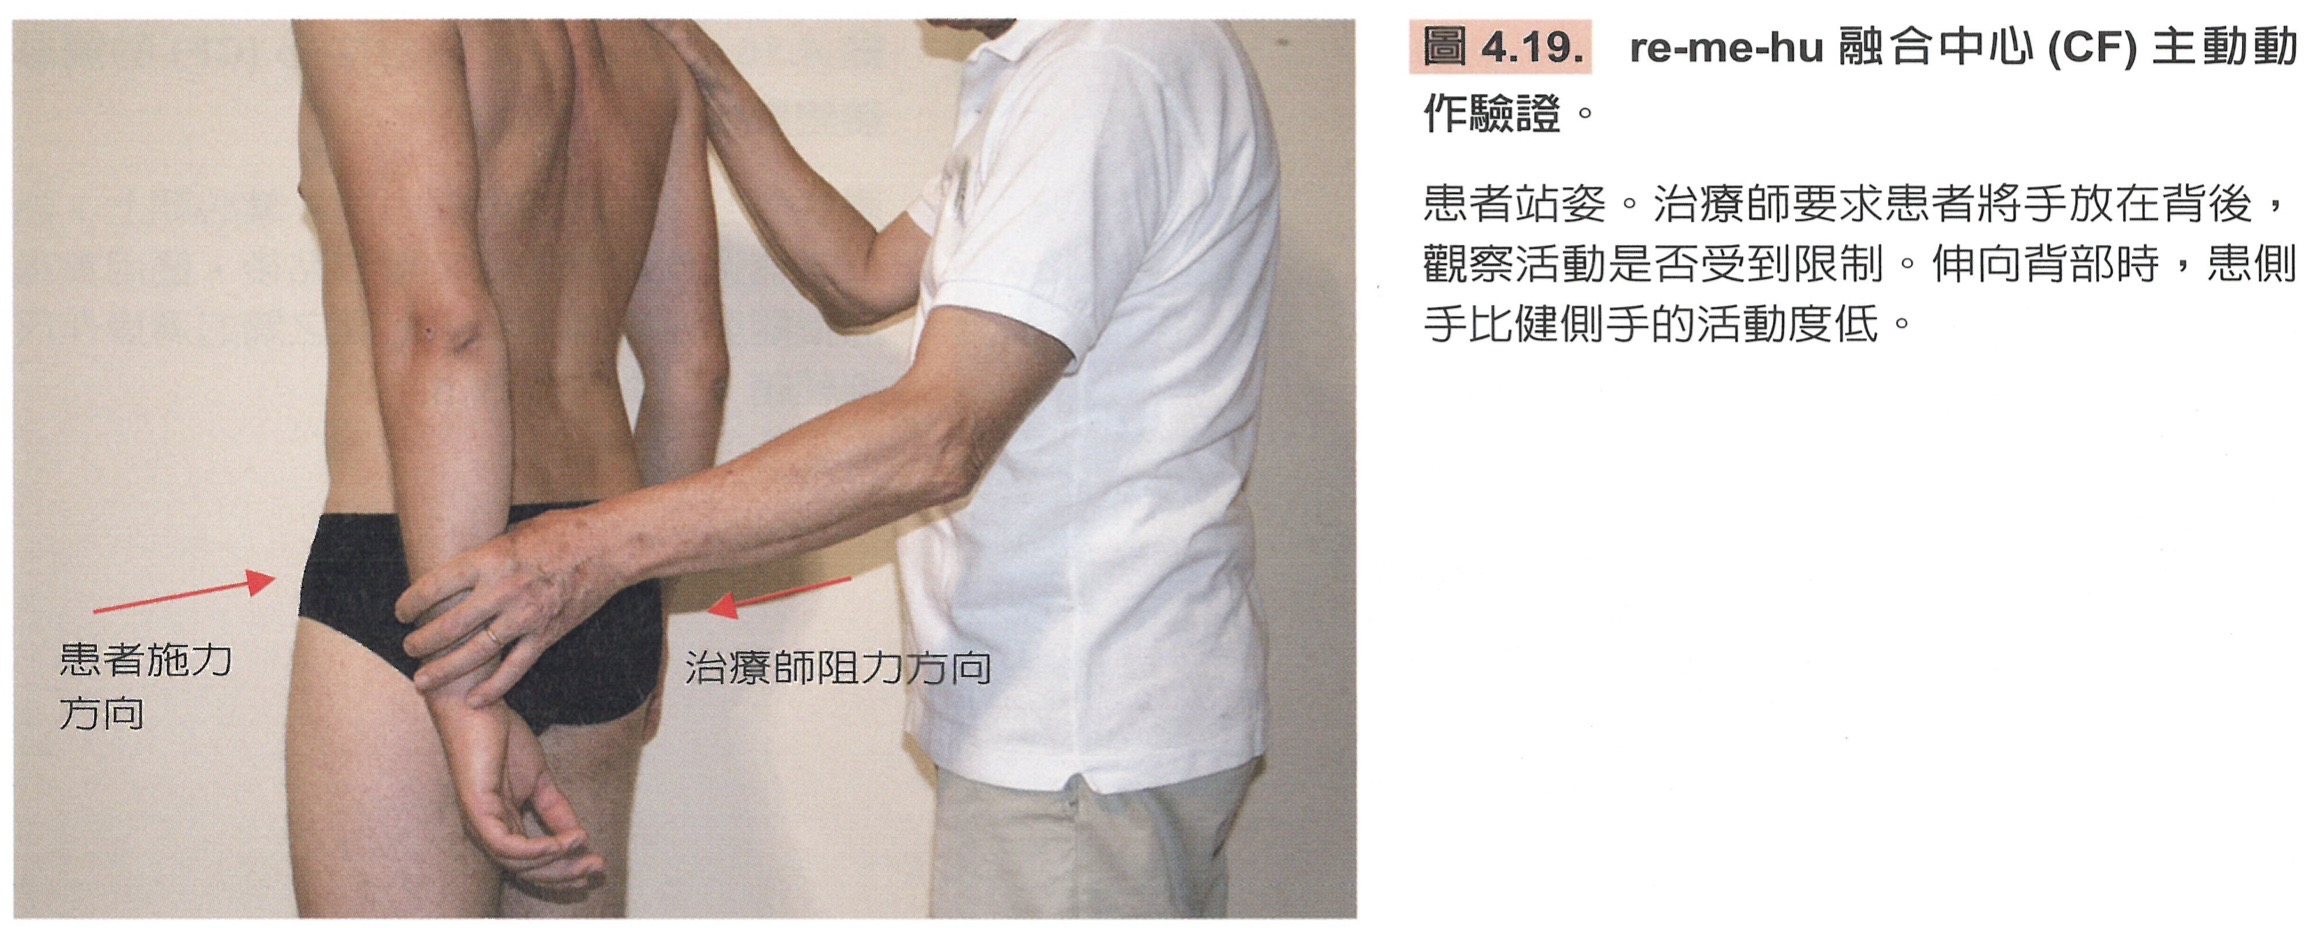 圖 4.19. re-me-hu 融合中心 (CF) 主動動
作驗證。
患者站姿。治療師要求患者將手放在背後，
觀察活動是否受到限制。伸向背部時，患側
手比健側手的活動度低。
患者施力
方向
治療師阻力方向